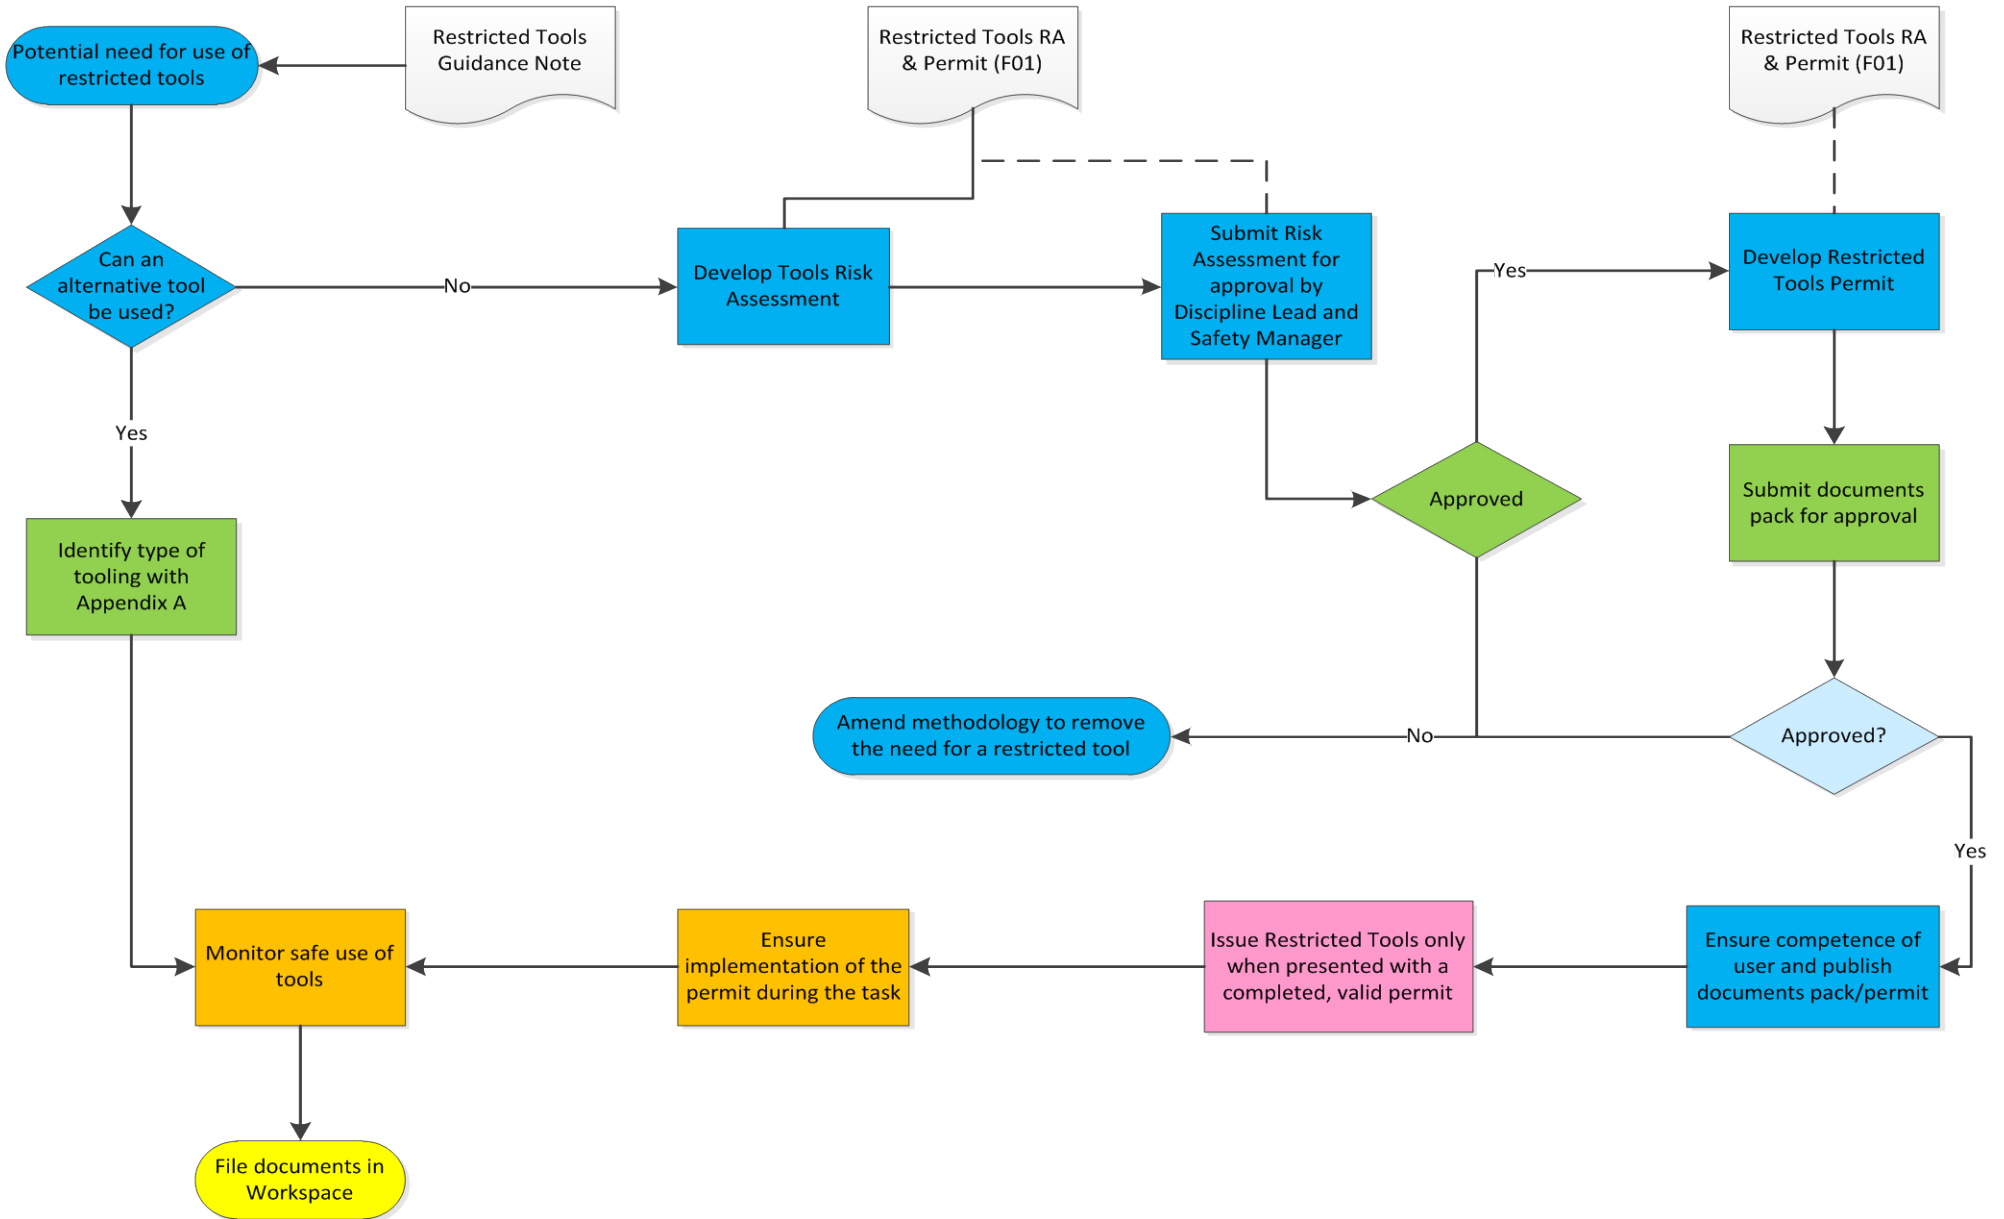 Potential need for use of
restricted tools
Restricted Tools
Guidance Note
Restricted Tools RA
& Permit (F01)
Restricted Tools RA
& Permit (F01)
Can an
alternative tool
be used?
No
Develop Tools Risk
Assessment
Submit Risk
Assessment for
approval by
Discipline Lead and
Safety Manager
Yes
Develop Restricted
Tools Permit
Yes
Approved
Submit documents
pack for approval
Identify type of
tooling with
Appendix A
Amend methodology to remove
the need for a restricted tool
No
Approved?
Yes
Monitor safe use of
tools
Ensure
implementation of the
permit during the task
Issue Restricted Tools only
when presented with a
completed, valid permit
Ensure competence of
user and publish
documents pack/permit
File documents in
Workspace